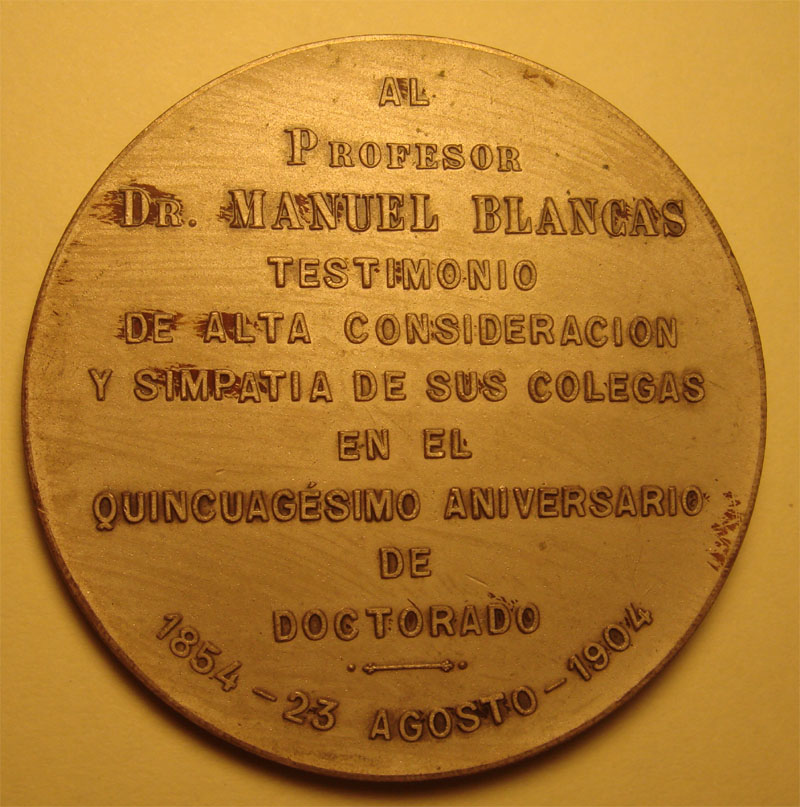 AL
PROFESOR
DR. MANUEL BLANCAS
TESTIMONIO
DE ALTA CONSIDERACION
Y SIMPATIA DE SUS COLEGAS
EN EL
QUINCUAGÉSIMO ANIVERSARIO
DE
DOCTORADO
1854 - 23 AGOSTO - 1904